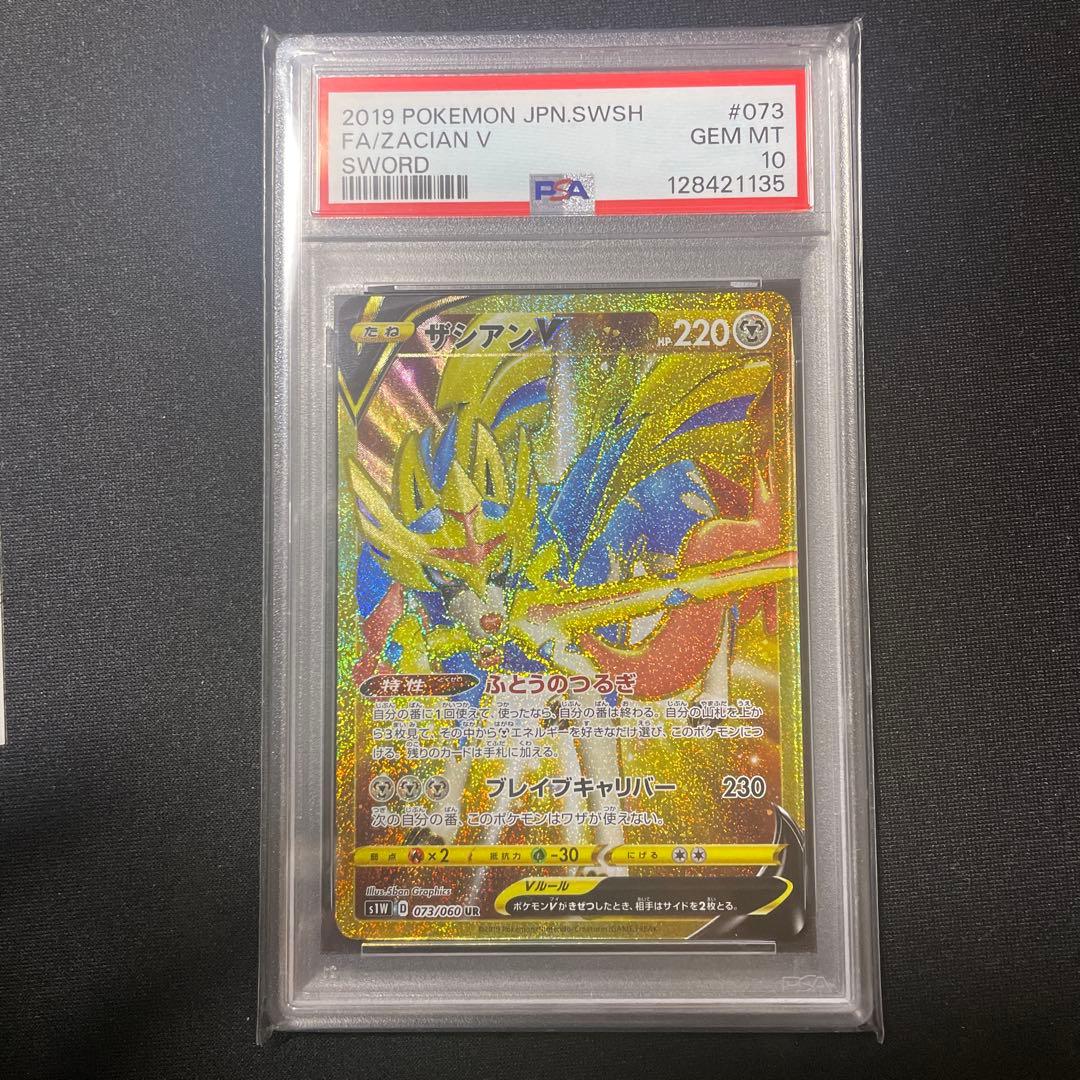 2019 POKEMON JPN.SWSH #073
FA/ZACIAN V GEM MT
SWORD 10
PSA 128421135
たね ザシアンV HP 220
特性 ふとうのつるぎ
自分の番に1回使えて、使ったなら、自分の番は終わる。自分の山札を上か
ら3枚見て、その中からエネルギーを好きなだけ選び、このポケモンにつ
ける。残りのカードは手札に加える。
ブレイブキャリバー 230
次の自分の番、このポケモンはワザが使えない。
弱点 ×2 抵抗力 -30 にげる
Illus.5ban Graphics
Vルール
ポケモンVがきぜつしたとき、相手はサイドを2枚とる。
s1W D 073/060 UR
©2019 Pokémon/Nintendo/Creatures/GAME FREAK
PSA